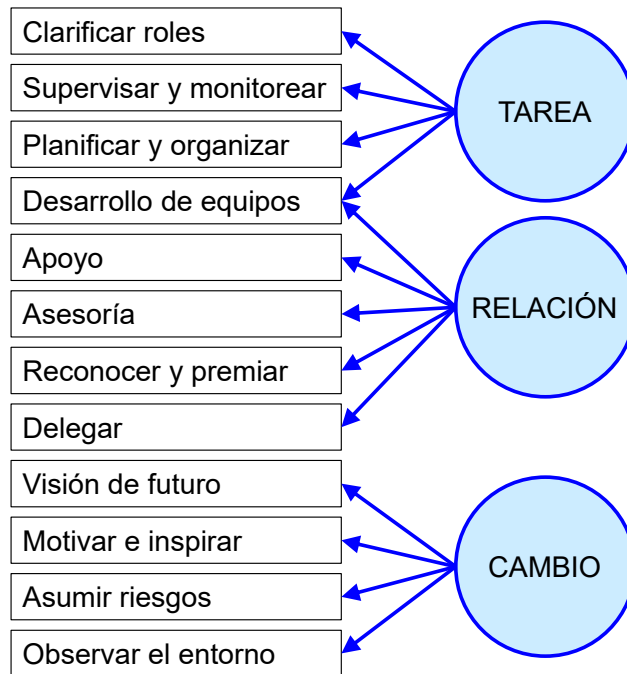 Clarificar roles
Supervisar y monitorear
Planificar y organizar
Desarrollo de equipos
Apoyo
Asesoría
Reconocer y premiar
Delegar
Visión de futuro
Motivar e inspirar
Asumir riesgos
Observar el entorno
TAREA
RELACIÓN
CAMBIO